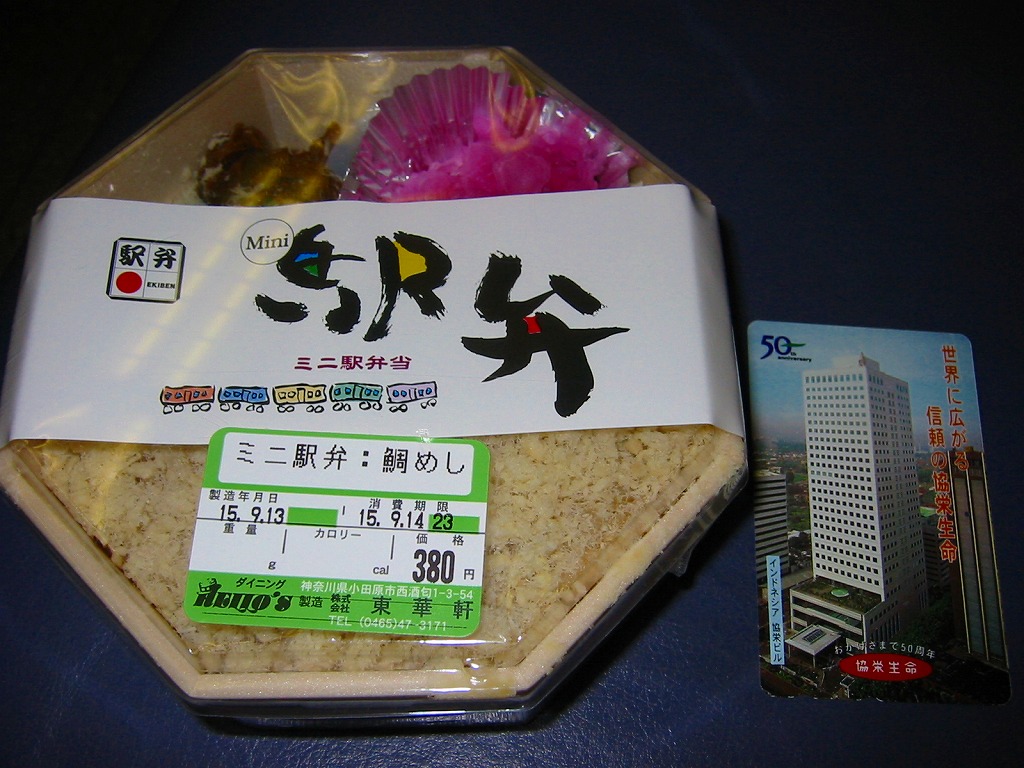 Mini
駅弁
駅弁
EKIBEN
ミニ駅弁当
ミニ駅弁：鯛めし
製造年月日
消費期限
15. 9.13
15. 9.14 23
重量
カロリー
価格
g
cal
380円
ダイニング
神奈川県小田原市西酒匂1-3-54
製造 株式会社 東華軒
TEL (0465)47-3171
50th
anniversary
世界に広がる
信頼の協栄生命
インドネシア 協栄ビル
おかげさまで50周年
協栄生命